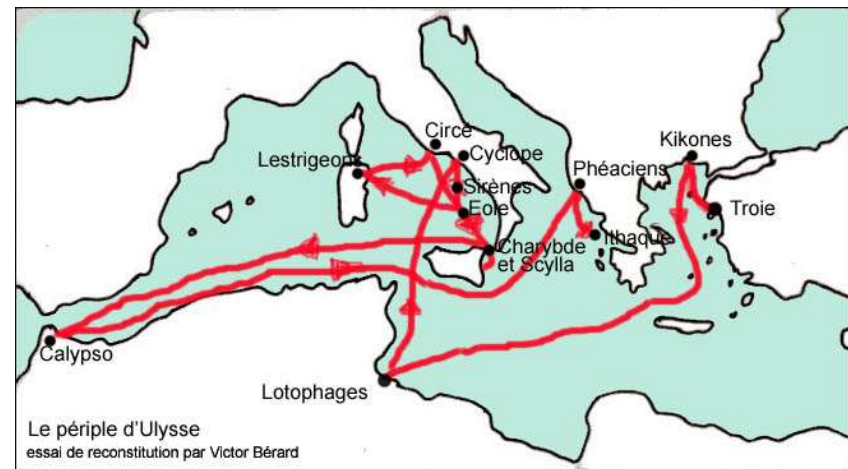 Circé
Kikones
Lestrigeons
Cyclope
Phéaciens
Sirènes
Eole
Troie
Ithaque
Charybde
et Scylla
Calypso
Lotophages
Le périple d'Ulysse
essai de reconstitution par Victor Bérard